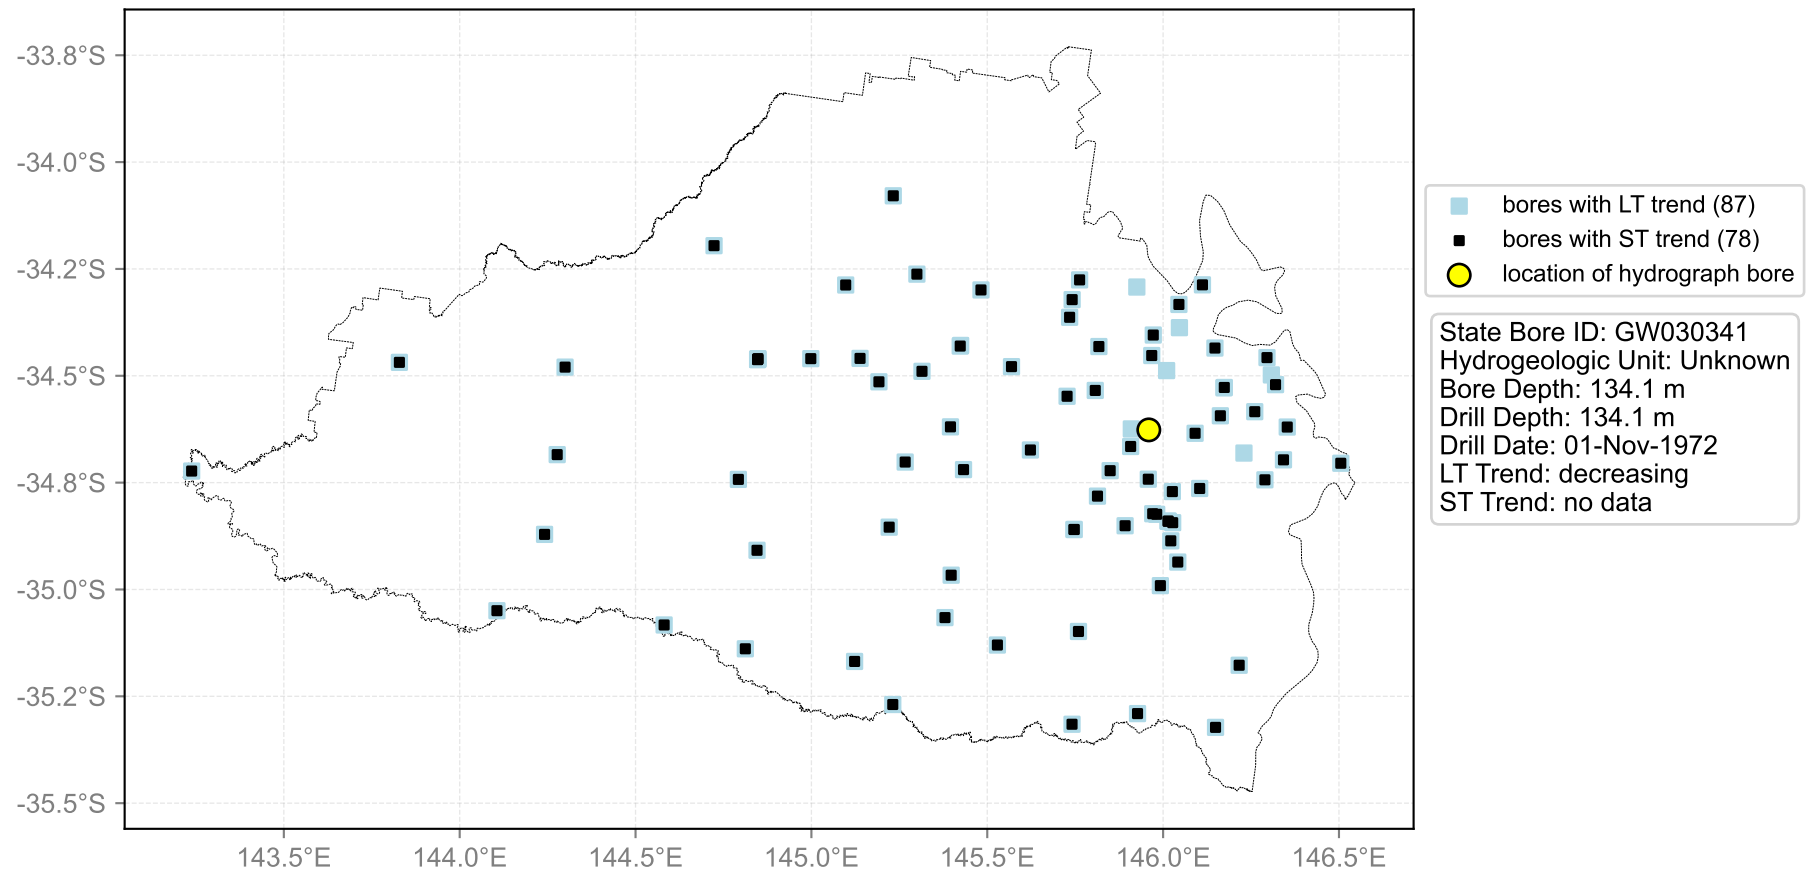 -33.8°S
-34.0°S
-34.2°S
-34.5°S
-34.8°S
-35.0°S
-35.2°S
-35.5°S
143.5°E
144.0°E
144.5°E
145.0°E
145.5°E
146.0°E
146.5°E
bores with LT trend (87)
bores with ST trend (78)
location of hydrograph bore
State Bore ID: GW030341
Hydrogeologic Unit: Unknown
Bore Depth: 134.1 m
Drill Depth: 134.1 m
Drill Date: 01-Nov-1972
LT Trend: decreasing
ST Trend: no data